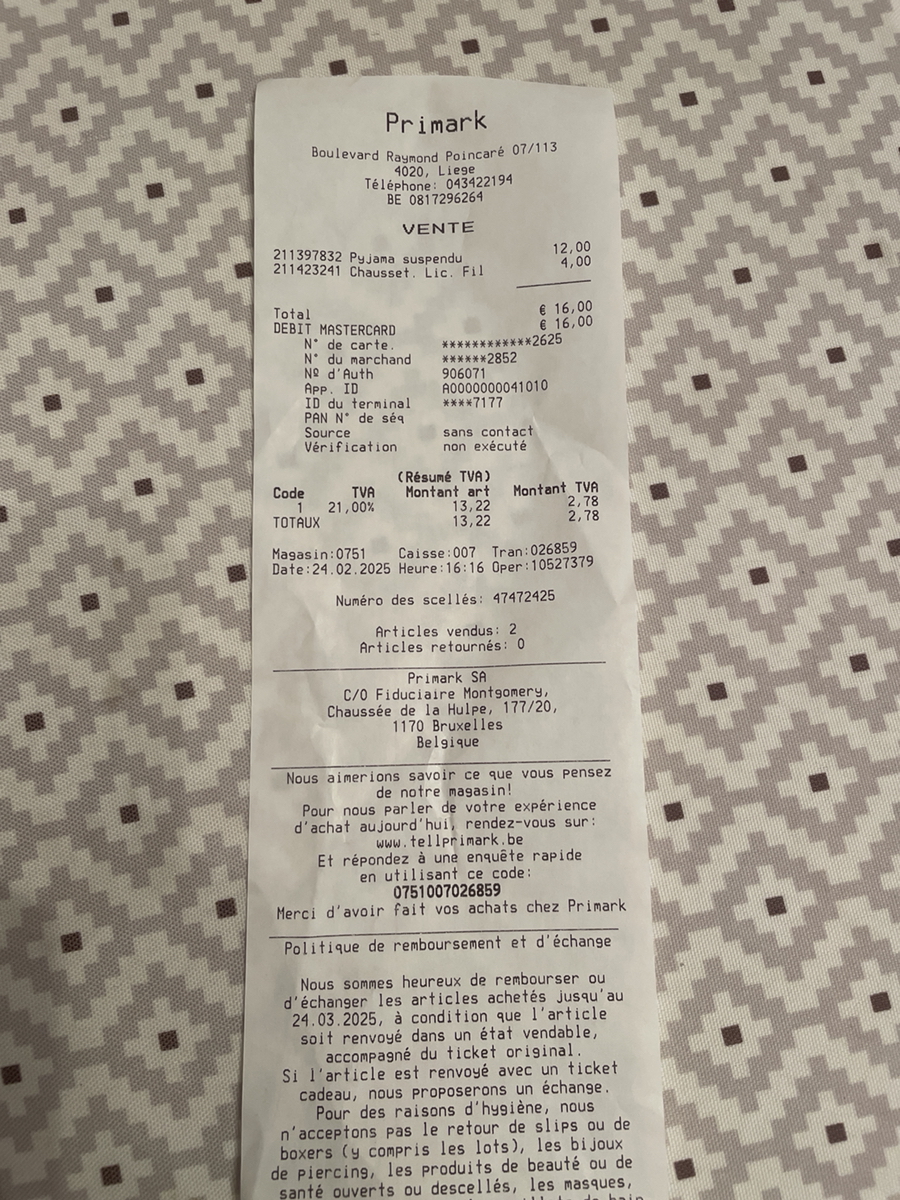 Primark
Boulevard Raymond Poincaré 07/113
4020, Liege
Téléphone: 043422194
BE 0817296264
VENTE
211397832 Pyjama suspendu 12,00
211423241 Chausset. Lic. Fil 4,00
Total € 16,00
DEBIT MASTERCARD € 16,00
N° de carte. ************2625
N° du marchand ******2852
Nº d'Auth 906071
App. ID A0000000041010
ID du terminal ****7177
PAN N° de séq
Source sans contact
Vérification non exécuté
(Résumé TVA)
Code TVA Montant art Montant TVA
1 21,00% 13,22 2,78
TOTAUX 13,22 2,78
Magasin:0751 Caisse:007 Tran:026859
Date:24.02.2025 Heure:16:16 Oper:10527379
Numéro des scellés: 47472425
Articles vendus: 2
Articles retournés: 0
Primark SA
C/O Fiduciaire Montgomery,
Chaussée de la Hulpe, 177/20,
1170 Bruxelles
Belgique
Nous aimerions savoir ce que vous pensez
de notre magasin!
Pour nous parler de votre expérience
d'achat aujourd'hui, rendez-vous sur:
www.tellprimark.be
Et répondez à une enquête rapide
en utilisant ce code:
0751007026859
Merci d'avoir fait vos achats chez Primark
Politique de remboursement et d'échange
Nous sommes heureux de rembourser ou
d'échanger les articles achetés jusqu'au
24.03.2025, à condition que l'article
soit renvoyé dans un état vendable,
accompagné du ticket original.
Si l'article est renvoyé avec un ticket
cadeau, nous proposerons un échange.
Pour des raisons d'hygiène, nous
n'acceptons pas le retour de slips ou de
boxers (y compris les lots), les bijoux
de piercing, les produits de beauté ou de
santé ouverts ou descellés, les masques,